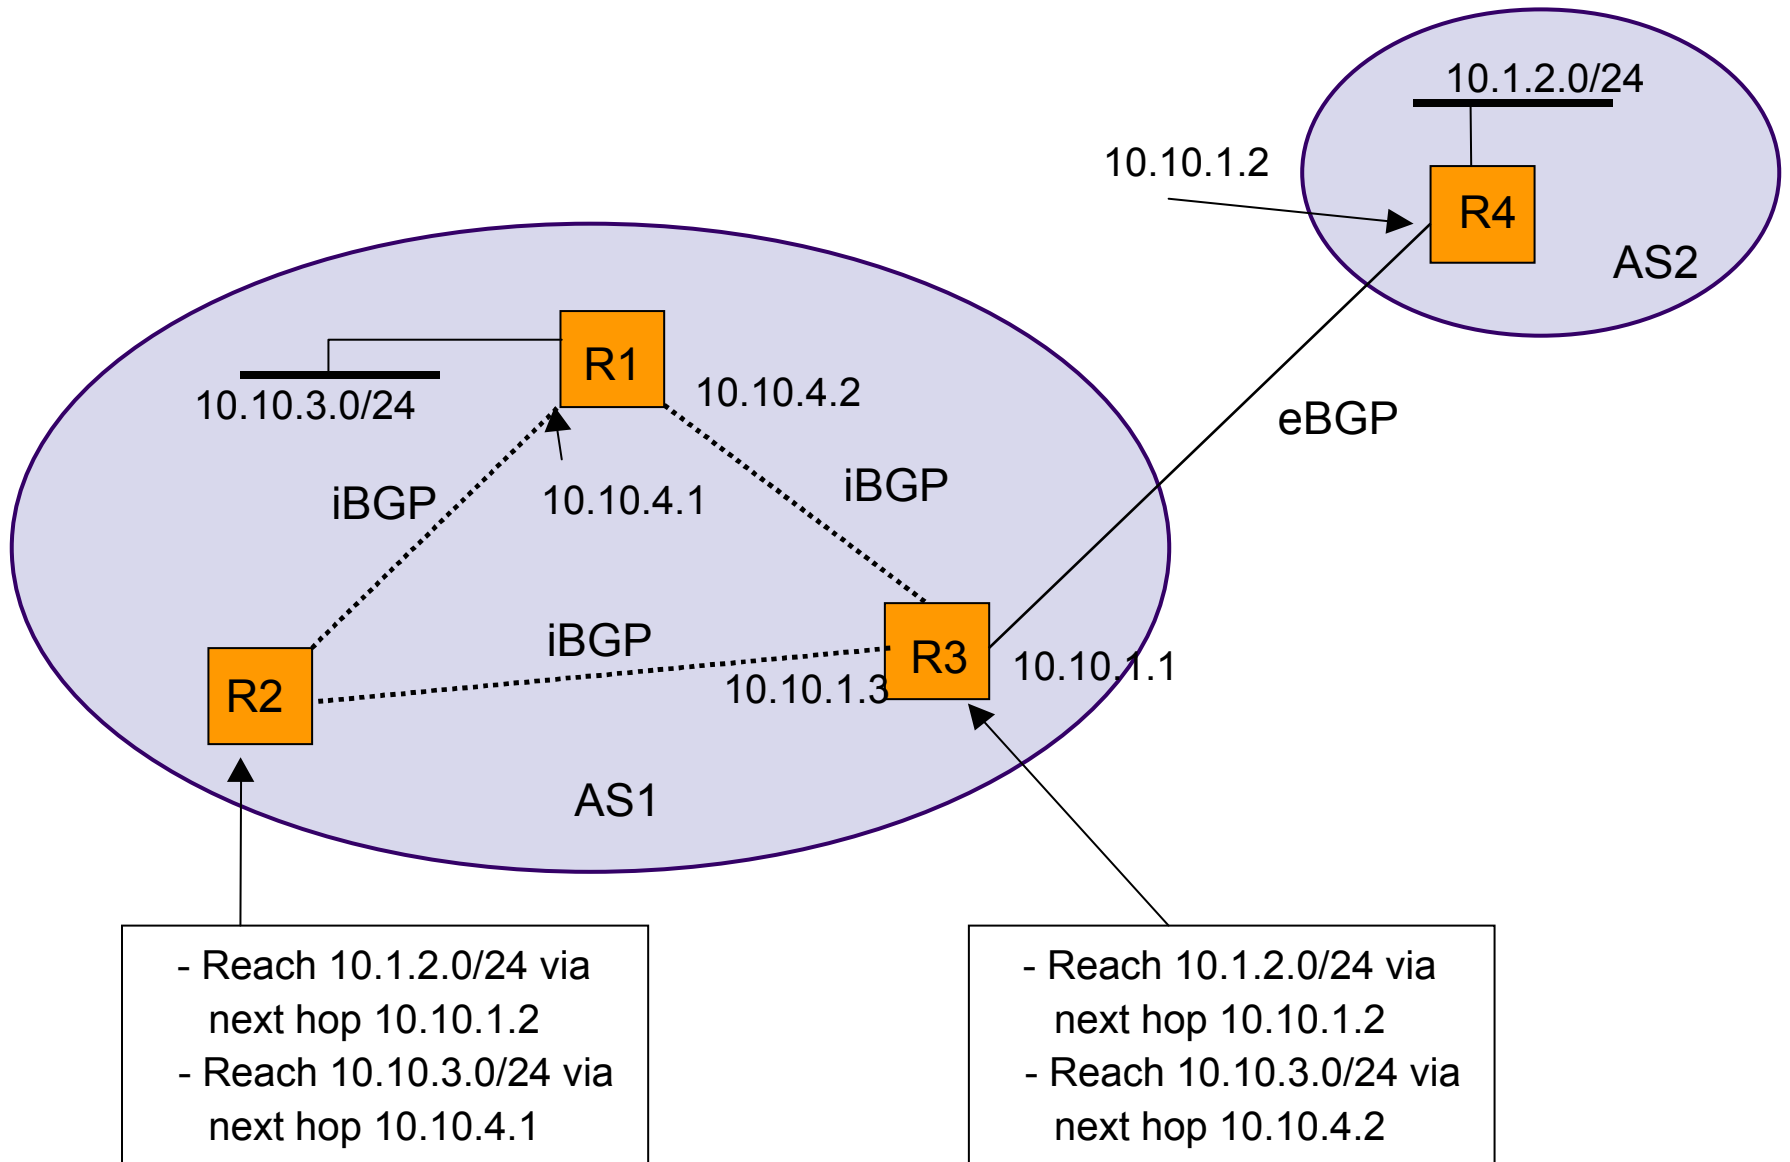 10.1.2.0/24
10.10.1.2
R4
AS2
R1
10.10.4.2
10.10.3.0/24
eBGP
iBGP
10.10.4.1
iBGP
iBGP
R3
10.10.1.1
R2
10.10.1.3
AS1
- Reach 10.1.2.0/24 via
next hop 10.10.1.2
- Reach 10.10.3.0/24 via
next hop 10.10.4.1
- Reach 10.1.2.0/24 via
next hop 10.10.1.2
- Reach 10.10.3.0/24 via
next hop 10.10.4.2